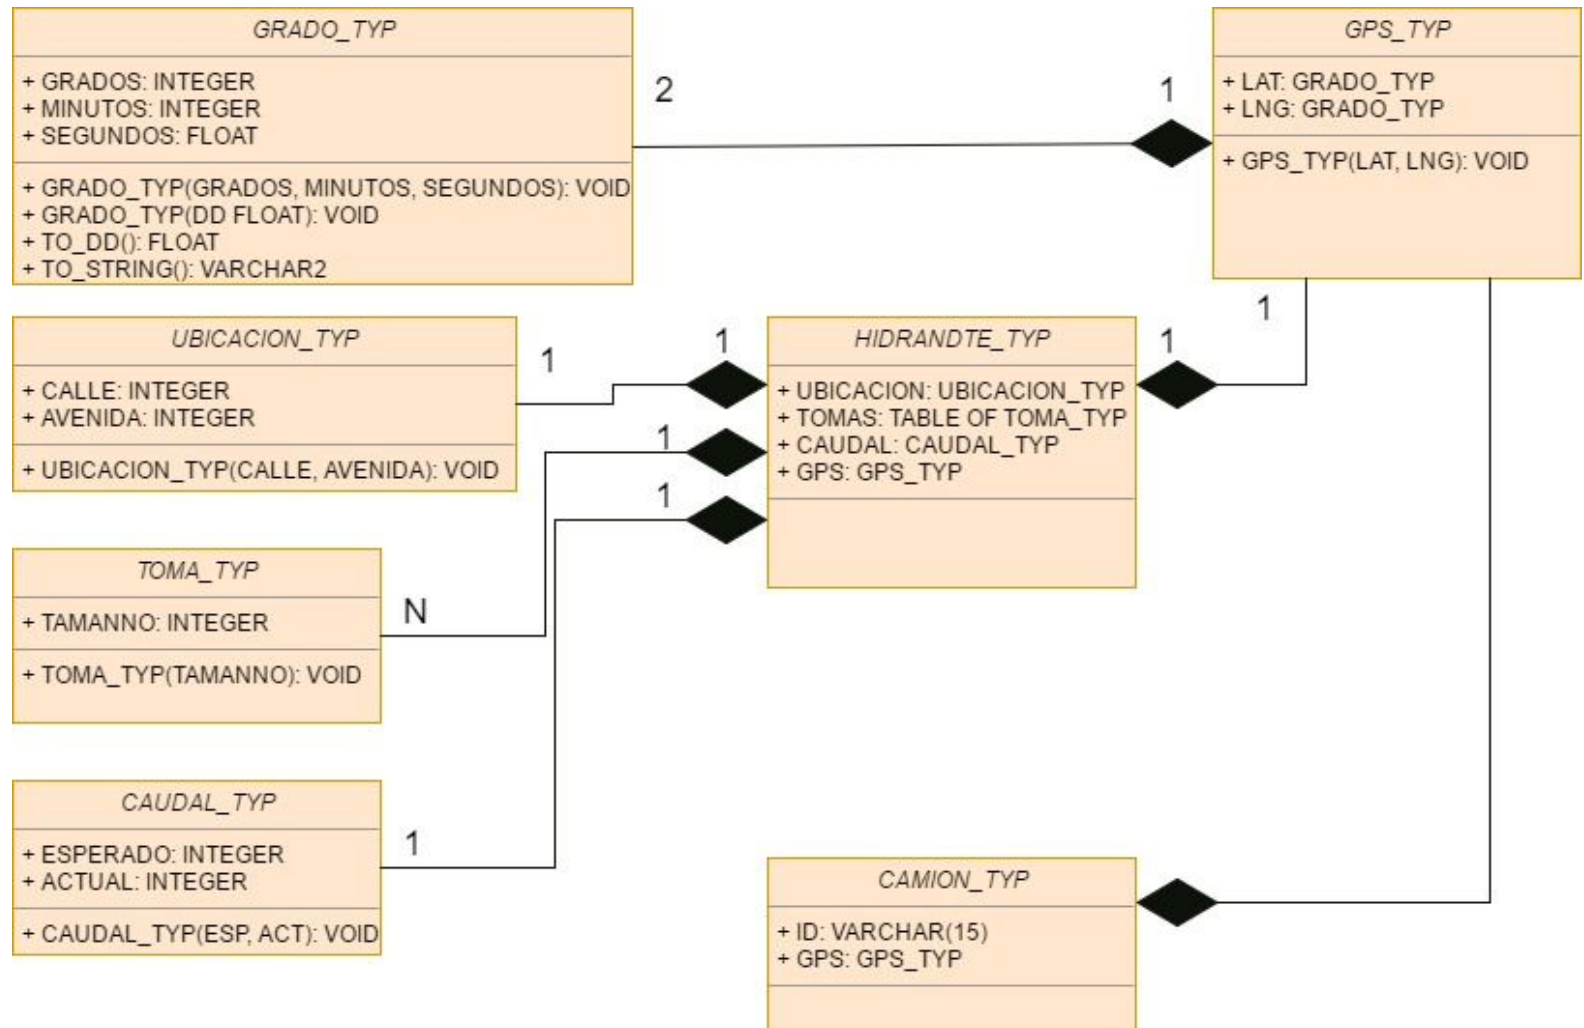 GRADO_TYP
+ GRADOS: INTEGER
+ MINUTOS: INTEGER
+ SEGUNDOS: FLOAT
+ GRADO_TYP(GRADOS, MINUTOS, SEGUNDOS): VOID
+ GRADO_TYP(DD FLOAT): VOID
+ TO_DD(): FLOAT
+ TO_STRING(): VARCHAR2
2
1
GPS_TYP
+ LAT: GRADO_TYP
+ LNG: GRADO_TYP
+ GPS_TYP(LAT, LNG): VOID
1
UBICACION_TYP
+ CALLE: INTEGER
+ AVENIDA: INTEGER
+ UBICACION_TYP(CALLE, AVENIDA): VOID
1
1
1
1
HIDRANDTE_TYP
+ UBICACION: UBICACION_TYP
+ TOMAS: TABLE OF TOMA_TYP
+ CAUDAL: CAUDAL_TYP
+ GPS: GPS_TYP
1
TOMA_TYP
+ TAMANNO: INTEGER
+ TOMA_TYP(TAMANNO): VOID
N
CAUDAL_TYP
+ ESPERADO: INTEGER
+ ACTUAL: INTEGER
+ CAUDAL_TYP(ESP, ACT): VOID
1
CAMION_TYP
+ ID: VARCHAR(15)
+ GPS: GPS_TYP